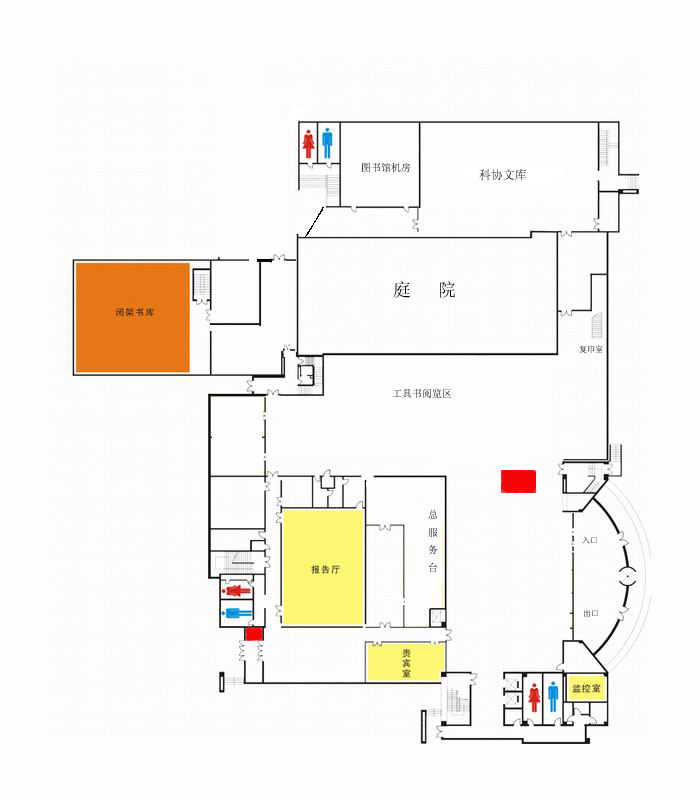 图书馆机房
科协文库
庭 院
闭架书库
复印室
工具书阅览区
总服务台
入口
报告厅
出口
贵宾室
监控室